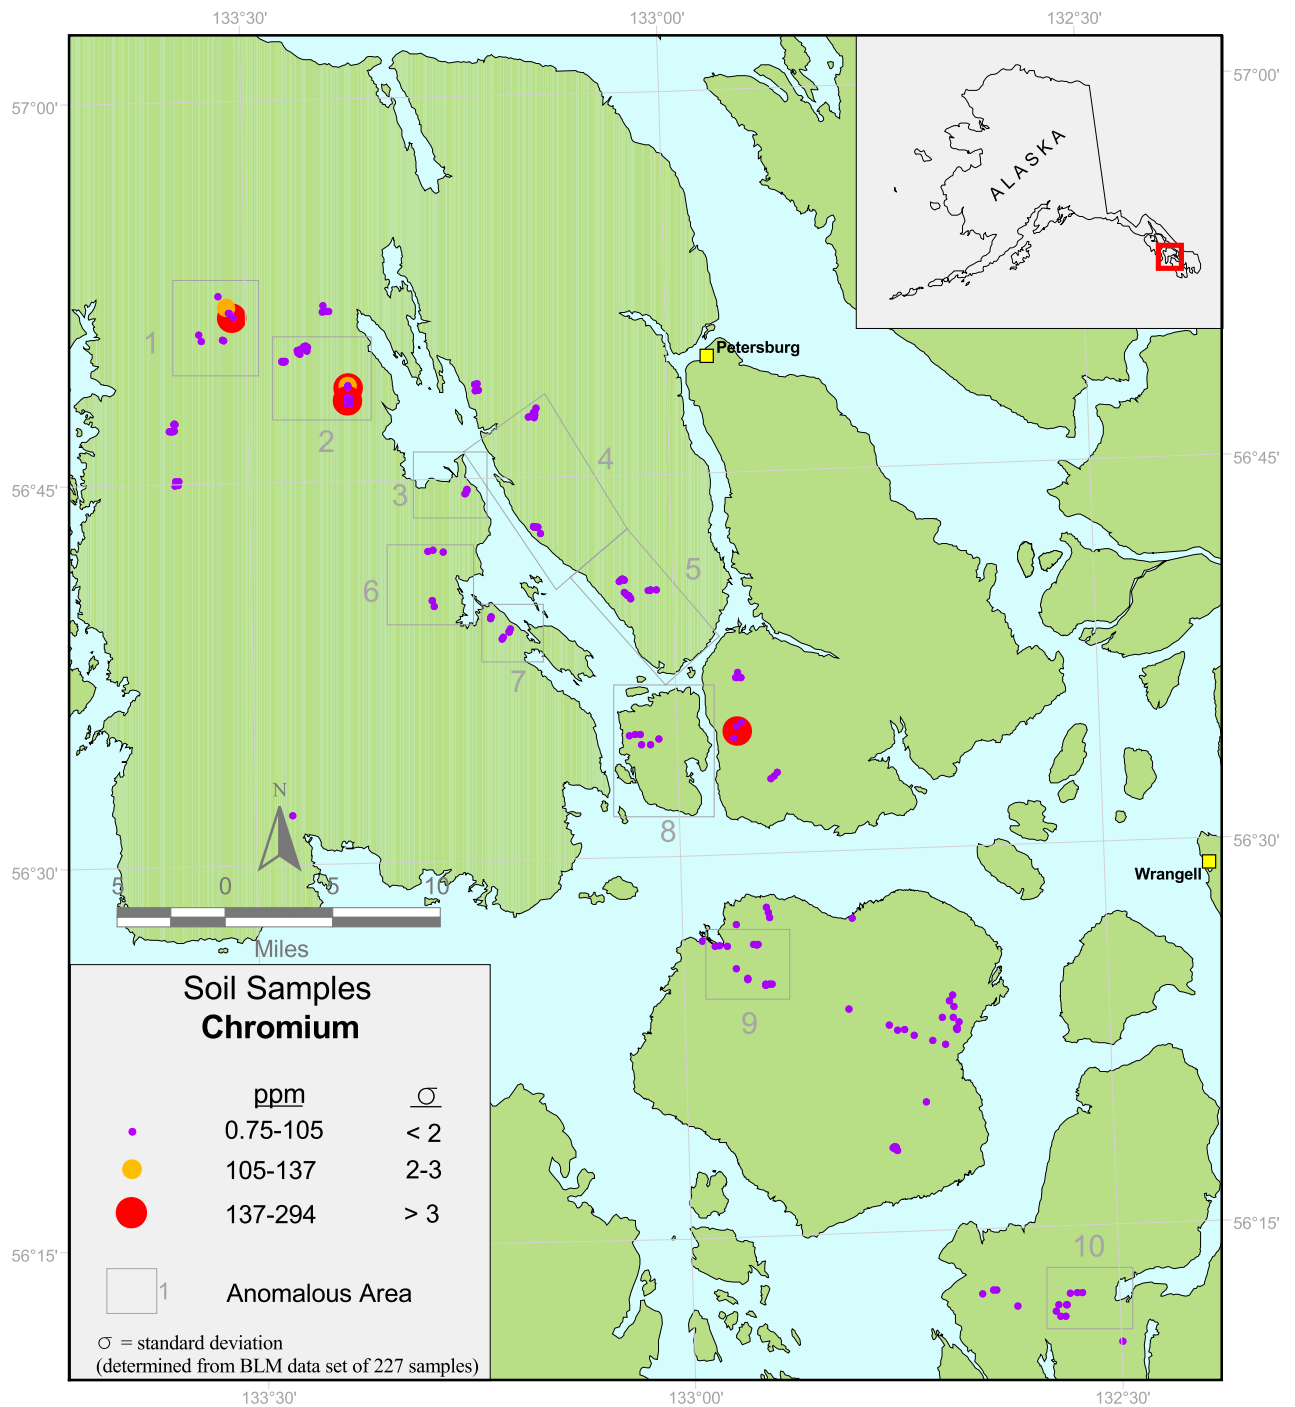 133°30'
133°00'
132°30'
57°00'
57°00'
ALASKA
1
Petersburg
2
4
56°45'
56°45'
3
5
6
7
N
8
56°30'
56°30'
5 0 5 10
Wrangell
Miles
Soil Samples
Chromium
9
ppm σ
0.75-105 < 2
105-137 2-3
137-294 > 3
56°15'
56°15'
10
1 Anomalous Area
σ = standard deviation
(determined from BLM data set of 227 samples)
133°30'
133°00'
132°30'